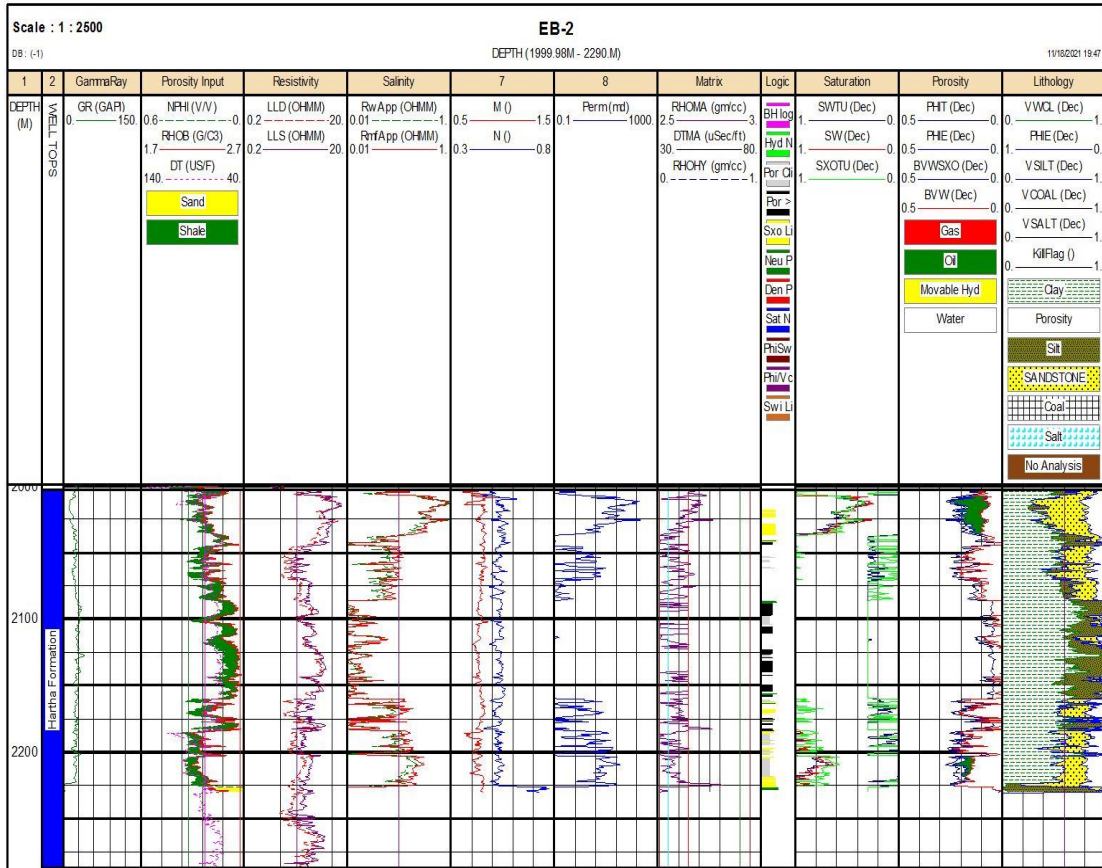 Scale : 1 : 2500
EB-2
DB : (-1)
DEPTH (1999.98M - 2290.M)
11/18/2021 19:47
1 2 GammaRay Porosity Input Resistivity Salinity 7 8 Matrix Logic Saturation Porosity Lithology
DEPTH (M)
WELL TOPS
GR (GAPI)
0. 150.
NPHI (V/V)
0.6 -0.
RHOB (G/C3)
1.7 2.7
DT (US/F)
140. 40.
Sand
Shale
LLD (OHMM)
0.2 20.
LLS (OHMM)
0.2 20.
RwApp (OHMM)
0.01 1.
RmfApp (OHMM)
0.01 1.
M ()
0.5 1.5
N ()
0.3 0.8
Perm (md)
0.1 1000.
RHOMA (gm/cc)
2.5 3.
DTMA (uSec/ft)
30. 80.
RHOHY (gm/cc)
0. 1.
BH log
Hyd N
Por Cli
Por >
Sxo Li
Neu P
Den P
Sat N
PhiSw
Phi/Vc
Swi Li
SWTU (Dec)
1. 0.
SW (Dec)
1. 0.
SXOTU (Dec)
1. 0.
PHIT (Dec)
0.5 0.
PHIE (Dec)
0.5 0.
BVWSXO (Dec)
0.5 0.
BVW (Dec)
0.5 0.
Gas
Oil
Movable Hyd
Water
VWCL (Dec)
0. 1.
PHIE (Dec)
1. 0.
VSILT (Dec)
0. 1.
VCOAL (Dec)
0. 1.
VSALT (Dec)
0. 1.
KillFlag ()
0. 1.
Clay
Porosity
Silt
SANDSTONE
Coal
Salt
No Analysis
2000
2100
Hartha Formation
2200